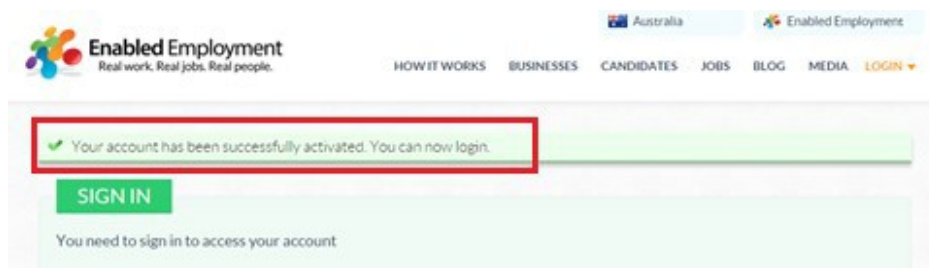 Australia
Enabled Employment
Enabled Employment
Real work. Real jobs. Real people.
HOW IT WORKS BUSINESSES CANDIDATES JOBS BLOG MEDIA LOGIN
Your account has been successfully activated. You can now login.
SIGN IN
You need to sign in to access your account